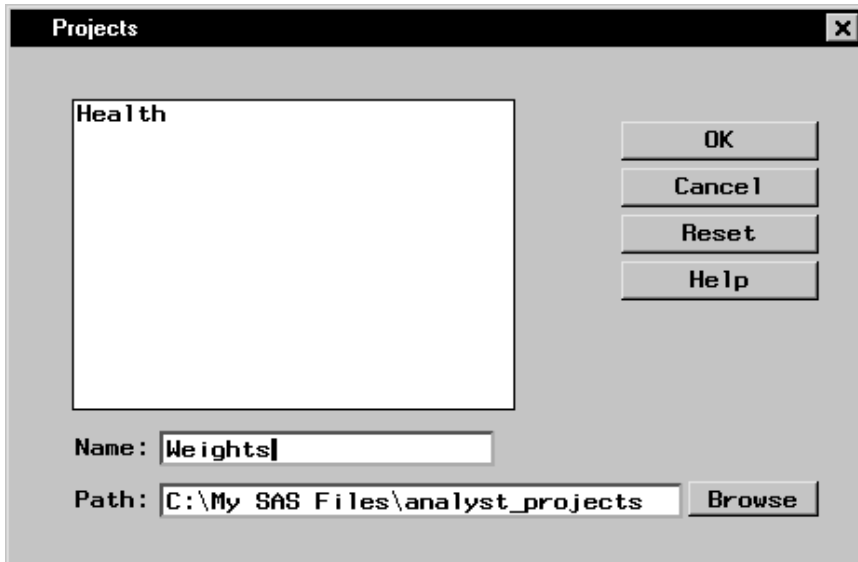 Projects
Health
OK
Cancel
Reset
Help
Name: Weights
Path: C:\My SAS Files\analyst_projects Browse